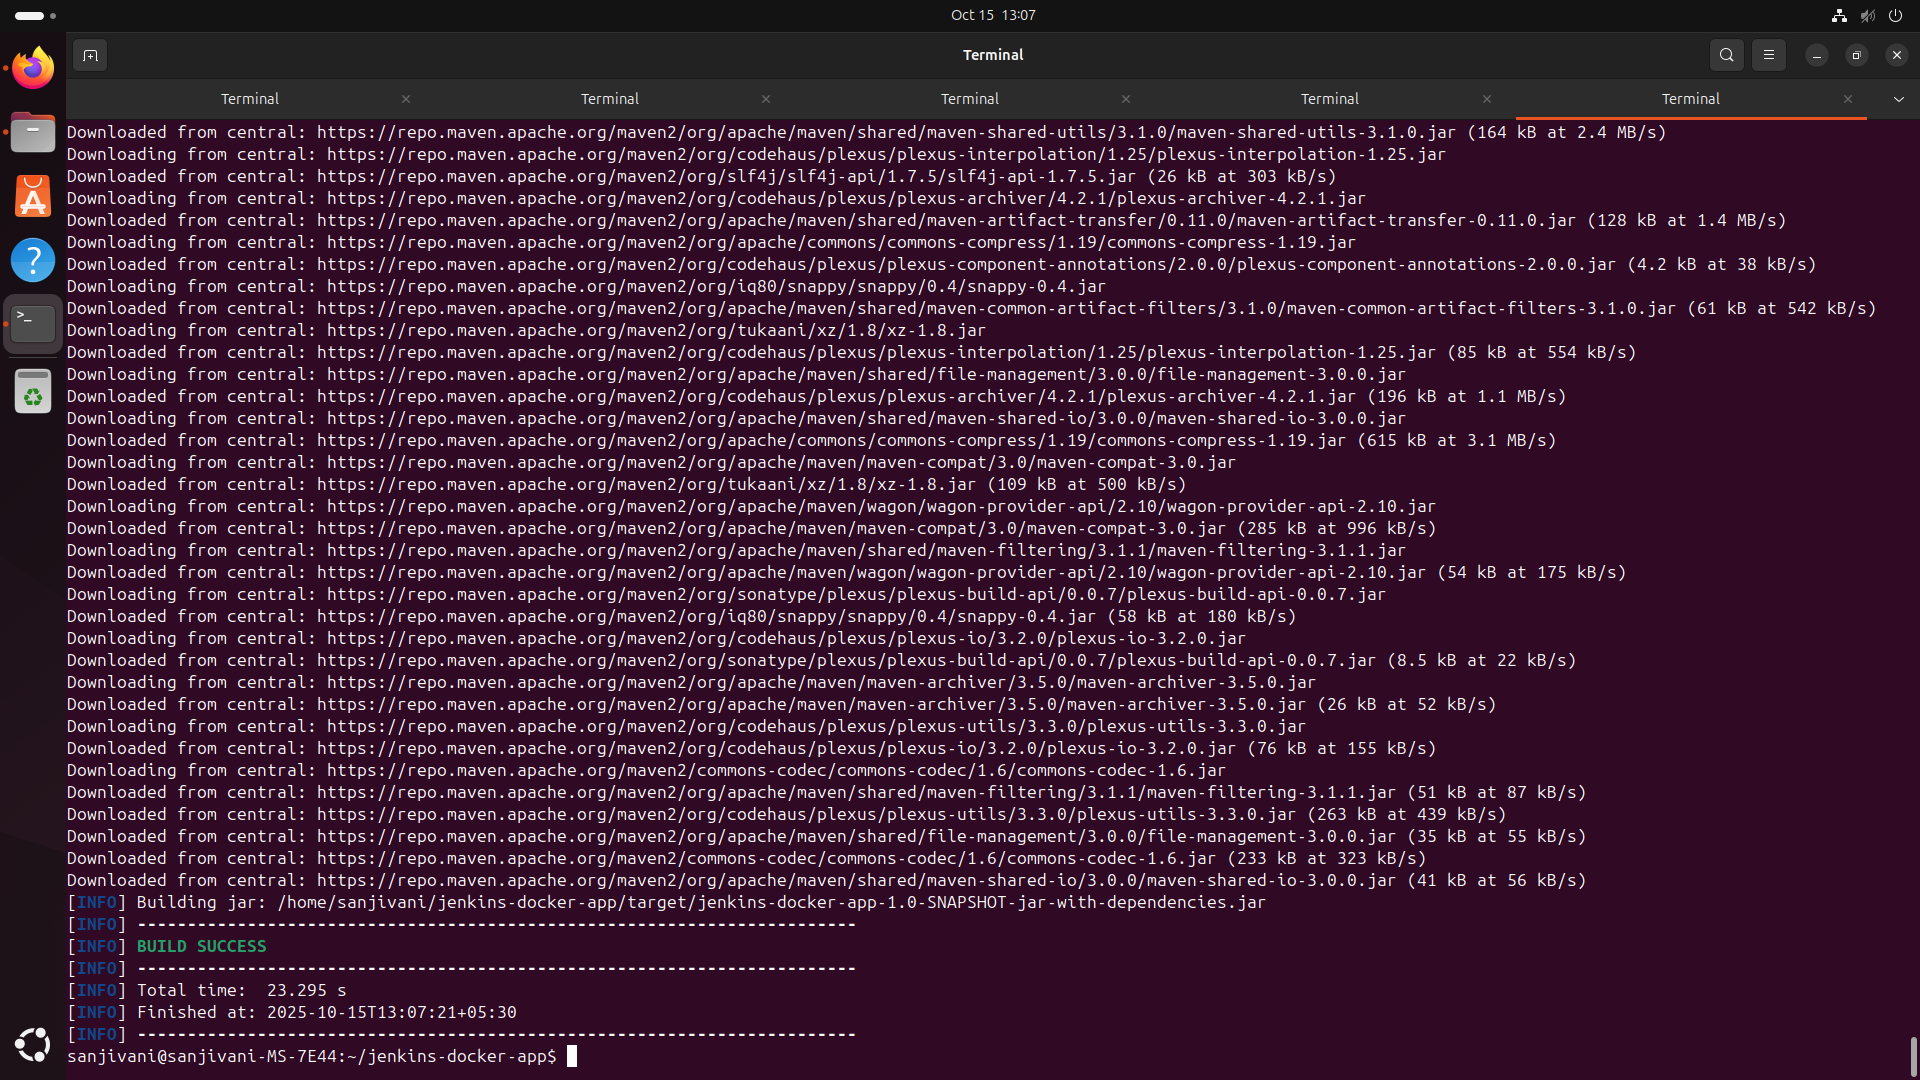 Oct 15 13:07
Terminal
Terminal
Terminal
Terminal
Terminal
Terminal
Downloaded from central: https://repo.maven.apache.org/maven2/org/apache/maven/shared/maven-shared-utils/3.1.0/maven-shared-utils-3.1.0.jar (164 kB at 2.4 MB/s)
Downloading from central: https://repo.maven.apache.org/maven2/org/codehaus/plexus/plexus-interpolation/1.25/plexus-interpolation-1.25.jar
Downloaded from central: https://repo.maven.apache.org/maven2/org/slf4j/slf4j-api/1.7.5/slf4j-api-1.7.5.jar (26 kB at 303 kB/s)
Downloading from central: https://repo.maven.apache.org/maven2/org/codehaus/plexus/plexus-archiver/4.2.1/plexus-archiver-4.2.1.jar
Downloaded from central: https://repo.maven.apache.org/maven2/org/apache/maven/shared/maven-artifact-transfer/0.11.0/maven-artifact-transfer-0.11.0.jar (128 kB at 1.4 MB/s)
Downloading from central: https://repo.maven.apache.org/maven2/org/apache/commons/commons-compress/1.19/commons-compress-1.19.jar
Downloaded from central: https://repo.maven.apache.org/maven2/org/codehaus/plexus/plexus-component-annotations/2.0.0/plexus-component-annotations-2.0.0.jar (4.2 kB at 38 kB/s)
Downloading from central: https://repo.maven.apache.org/maven2/org/iq80/snappy/snappy/0.4/snappy-0.4.jar
Downloaded from central: https://repo.maven.apache.org/maven2/org/apache/maven/shared/maven-common-artifact-filters/3.1.0/maven-common-artifact-filters-3.1.0.jar (61 kB at 542 kB/s)
Downloading from central: https://repo.maven.apache.org/maven2/org/tukaani/xz/1.8/xz-1.8.jar
Downloaded from central: https://repo.maven.apache.org/maven2/org/codehaus/plexus/plexus-interpolation/1.25/plexus-interpolation-1.25.jar (85 kB at 554 kB/s)
Downloading from central: https://repo.maven.apache.org/maven2/org/apache/maven/shared/file-management/3.0.0/file-management-3.0.0.jar
Downloaded from central: https://repo.maven.apache.org/maven2/org/codehaus/plexus/plexus-archiver/4.2.1/plexus-archiver-4.2.1.jar (196 kB at 1.1 MB/s)
Downloading from central: https://repo.maven.apache.org/maven2/org/apache/maven/shared/maven-shared-io/3.0.0/maven-shared-io-3.0.0.jar
Downloaded from central: https://repo.maven.apache.org/maven2/org/apache/commons/commons-compress/1.19/commons-compress-1.19.jar (615 kB at 3.1 MB/s)
Downloading from central: https://repo.maven.apache.org/maven2/org/apache/maven/maven-compat/3.0/maven-compat-3.0.jar
Downloaded from central: https://repo.maven.apache.org/maven2/org/tukaani/xz/1.8/xz-1.8.jar (109 kB at 500 kB/s)
Downloading from central: https://repo.maven.apache.org/maven2/org/apache/maven/wagon/wagon-provider-api/2.10/wagon-provider-api-2.10.jar
Downloaded from central: https://repo.maven.apache.org/maven2/org/apache/maven/maven-compat/3.0/maven-compat-3.0.jar (285 kB at 996 kB/s)
Downloading from central: https://repo.maven.apache.org/maven2/org/apache/maven/shared/maven-filtering/3.1.1/maven-filtering-3.1.1.jar
Downloaded from central: https://repo.maven.apache.org/maven2/org/apache/maven/wagon/wagon-provider-api/2.10/wagon-provider-api-2.10.jar (54 kB at 175 kB/s)
Downloading from central: https://repo.maven.apache.org/maven2/org/sonatype/plexus/plexus-build-api/0.0.7/plexus-build-api-0.0.7.jar
Downloaded from central: https://repo.maven.apache.org/maven2/org/iq80/snappy/snappy/0.4/snappy-0.4.jar (58 kB at 180 kB/s)
Downloading from central: https://repo.maven.apache.org/maven2/org/codehaus/plexus/plexus-io/3.2.0/plexus-io-3.2.0.jar
Downloaded from central: https://repo.maven.apache.org/maven2/org/sonatype/plexus/plexus-build-api/0.0.7/plexus-build-api-0.0.7.jar (8.5 kB at 22 kB/s)
Downloading from central: https://repo.maven.apache.org/maven2/org/apache/maven/maven-archiver/3.5.0/maven-archiver-3.5.0.jar
Downloaded from central: https://repo.maven.apache.org/maven2/org/apache/maven/maven-archiver/3.5.0/maven-archiver-3.5.0.jar (26 kB at 52 kB/s)
Downloading from central: https://repo.maven.apache.org/maven2/org/codehaus/plexus/plexus-utils/3.3.0/plexus-utils-3.3.0.jar
Downloaded from central: https://repo.maven.apache.org/maven2/org/codehaus/plexus/plexus-io/3.2.0/plexus-io-3.2.0.jar (76 kB at 155 kB/s)
Downloading from central: https://repo.maven.apache.org/maven2/commons-codec/commons-codec/1.6/commons-codec-1.6.jar
Downloaded from central: https://repo.maven.apache.org/maven2/org/apache/maven/shared/maven-filtering/3.1.1/maven-filtering-3.1.1.jar (51 kB at 87 kB/s)
Downloaded from central: https://repo.maven.apache.org/maven2/org/codehaus/plexus/plexus-utils/3.3.0/plexus-utils-3.3.0.jar (263 kB at 439 kB/s)
Downloaded from central: https://repo.maven.apache.org/maven2/org/apache/maven/shared/file-management/3.0.0/file-management-3.0.0.jar (35 kB at 55 kB/s)
Downloaded from central: https://repo.maven.apache.org/maven2/commons-codec/commons-codec/1.6/commons-codec-1.6.jar (233 kB at 323 kB/s)
Downloaded from central: https://repo.maven.apache.org/maven2/org/apache/maven/shared/maven-shared-io/3.0.0/maven-shared-io-3.0.0.jar (41 kB at 56 kB/s)
[INFO] Building jar: /home/sanjivani/jenkins-docker-app/target/jenkins-docker-app-1.0-SNAPSHOT-jar-with-dependencies.jar
[INFO] ------------------------------------------------------------------------
[INFO] BUILD SUCCESS
[INFO] ------------------------------------------------------------------------
[INFO] Total time:  23.295 s
[INFO] Finished at: 2025-10-15T13:07:21+05:30
[INFO] ------------------------------------------------------------------------
sanjivani@sanjivani-MS-7E44:~/jenkins-docker-app$